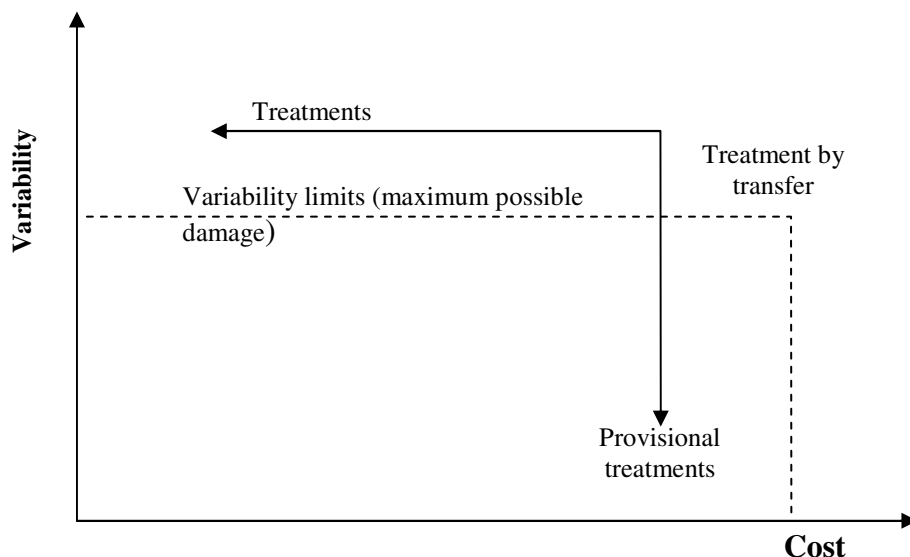 Treatments
Variability
Treatment by
transfer
Variability limits (maximum possible
damage)
Provisional
treatments
Cost